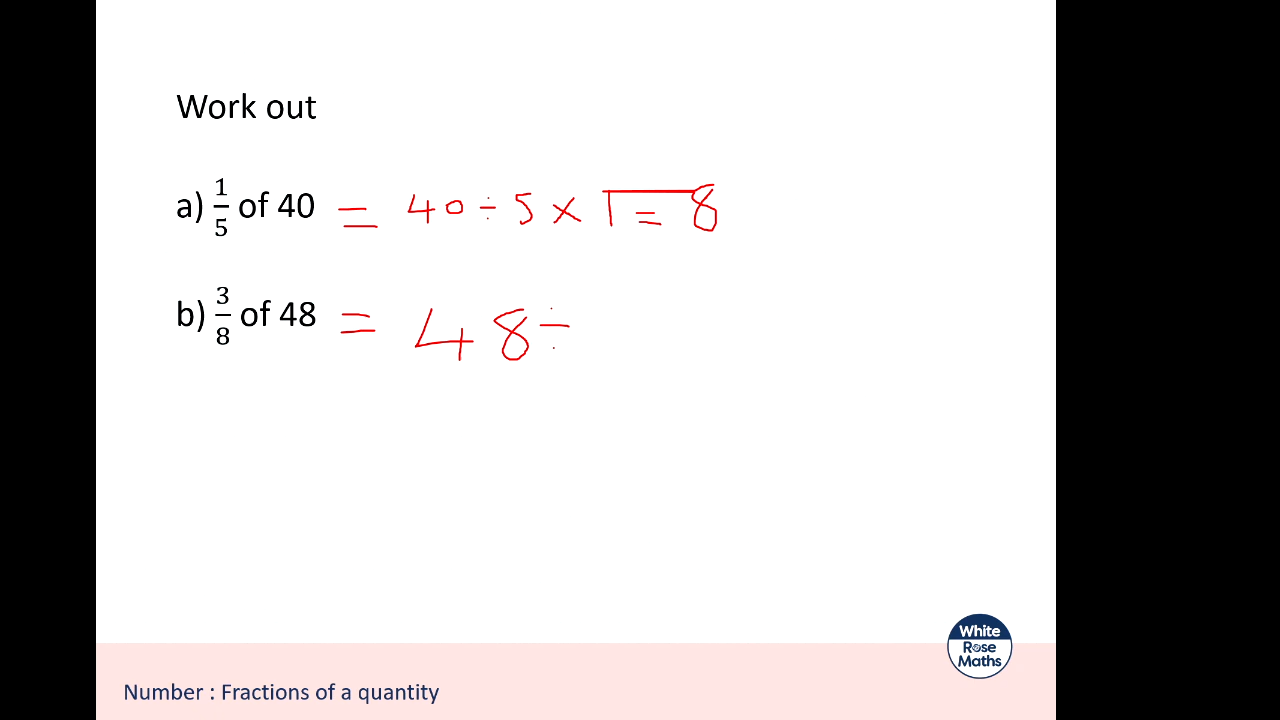 Work out
a) 1/5 of 40 = 40 ÷ 5 × 1 = 8
b) 3/8 of 48 = 48 ÷
White Rose Maths
Number : Fractions of a quantity